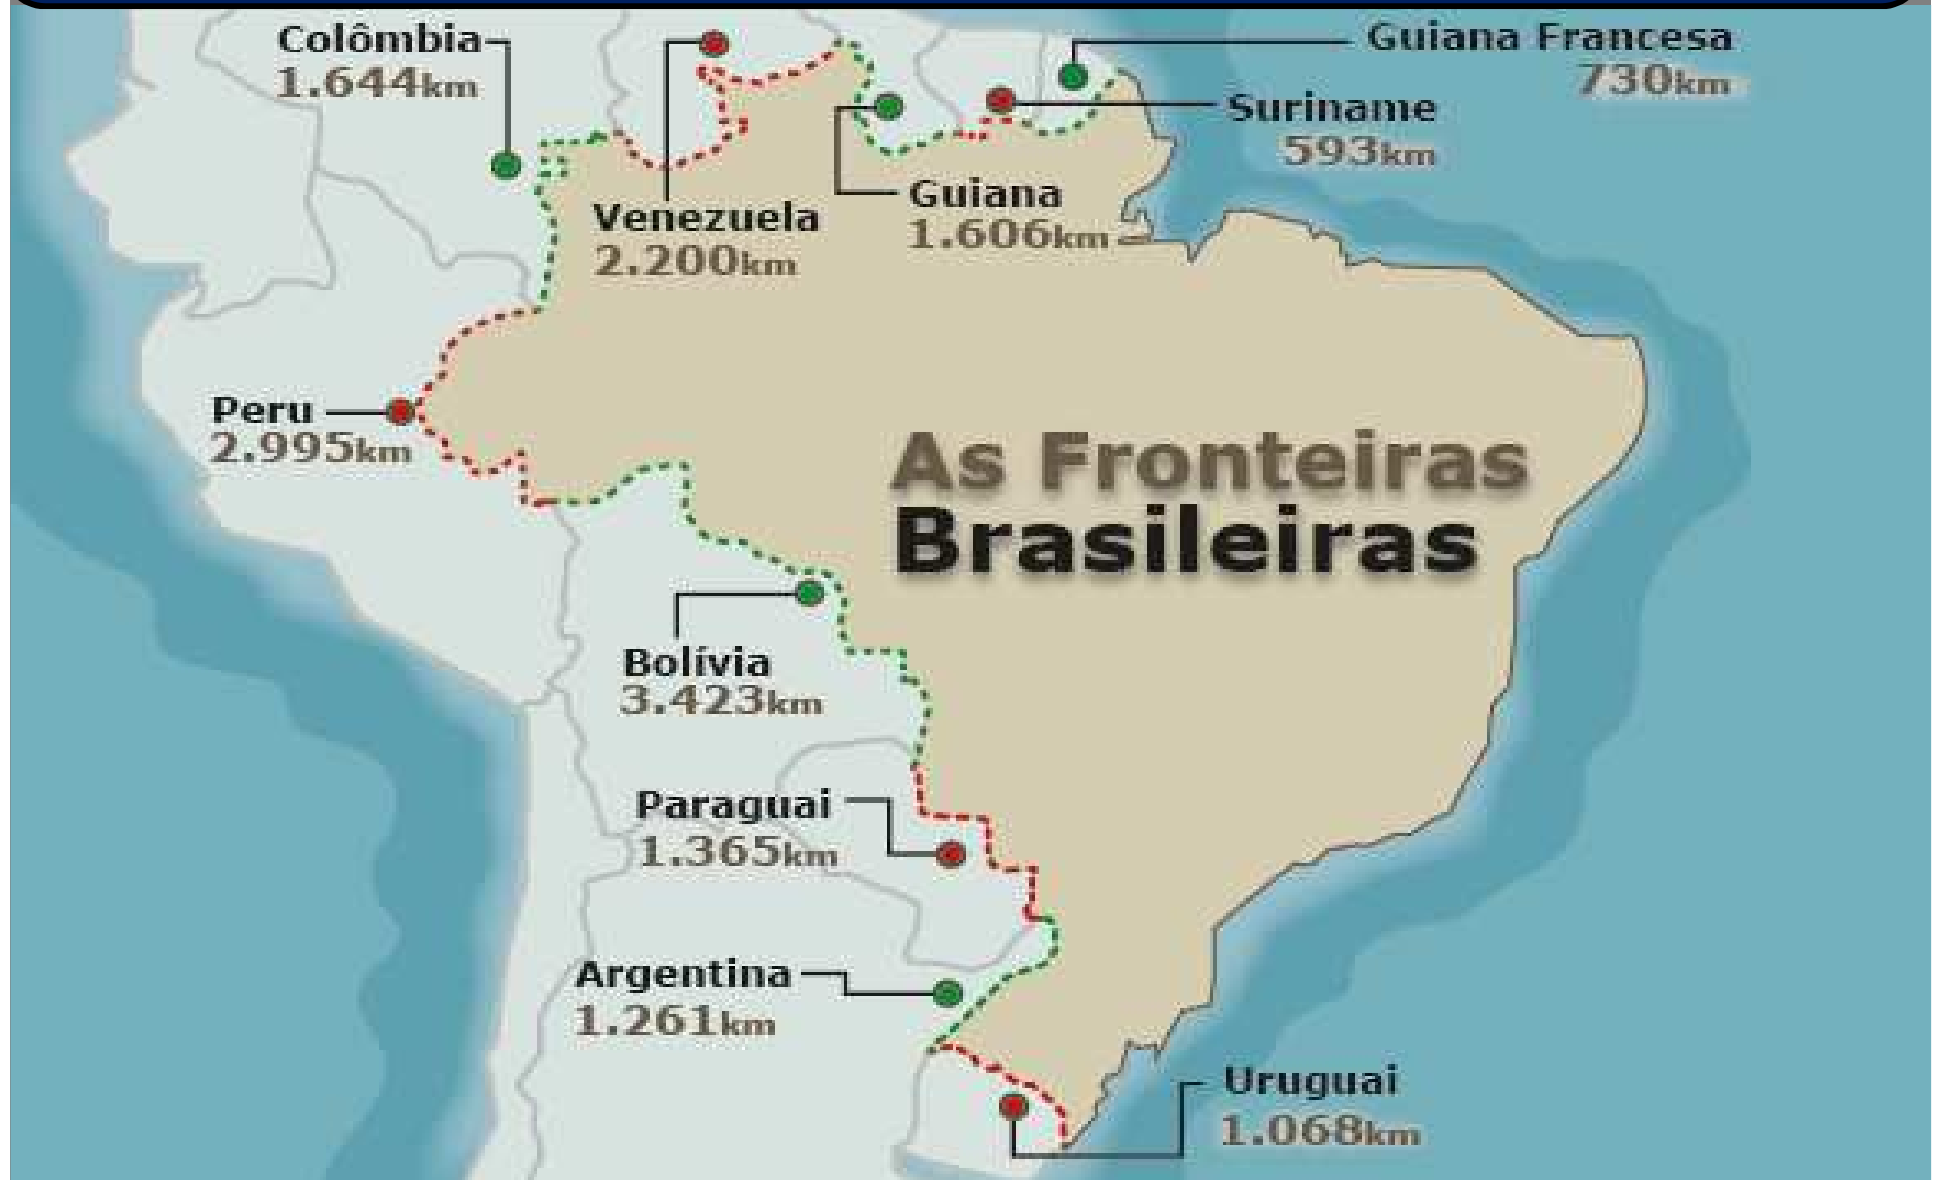 Colômbia
1.644km
Guiana Francesa
730km
Suriname
593km
Guiana
1.606km
Venezuela
2.200km
Peru
2.995km
As Fronteiras
Brasileiras
Bolívia
3.423km
Paraguai
1.365km
Argentina
1.261km
Uruguai
1.068km